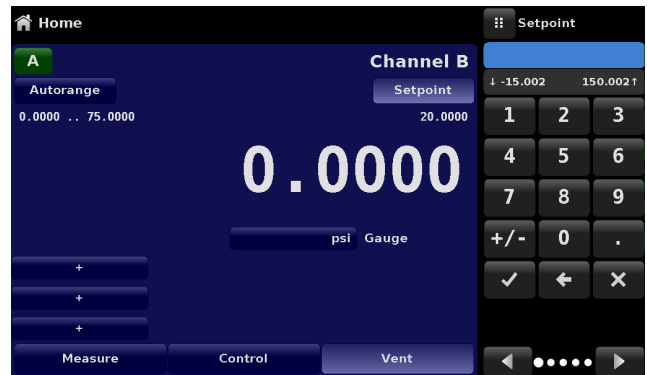 Home
Setpoint
A
Channel B
Autorange
Setpoint
↓ -15.002 150.002↑
0.0000 .. 75.0000
20.0000
1 2 3
0.0000
4 5 6
7 8 9
psi Gauge
+/- 0 .
+
+
+
Measure Control Vent